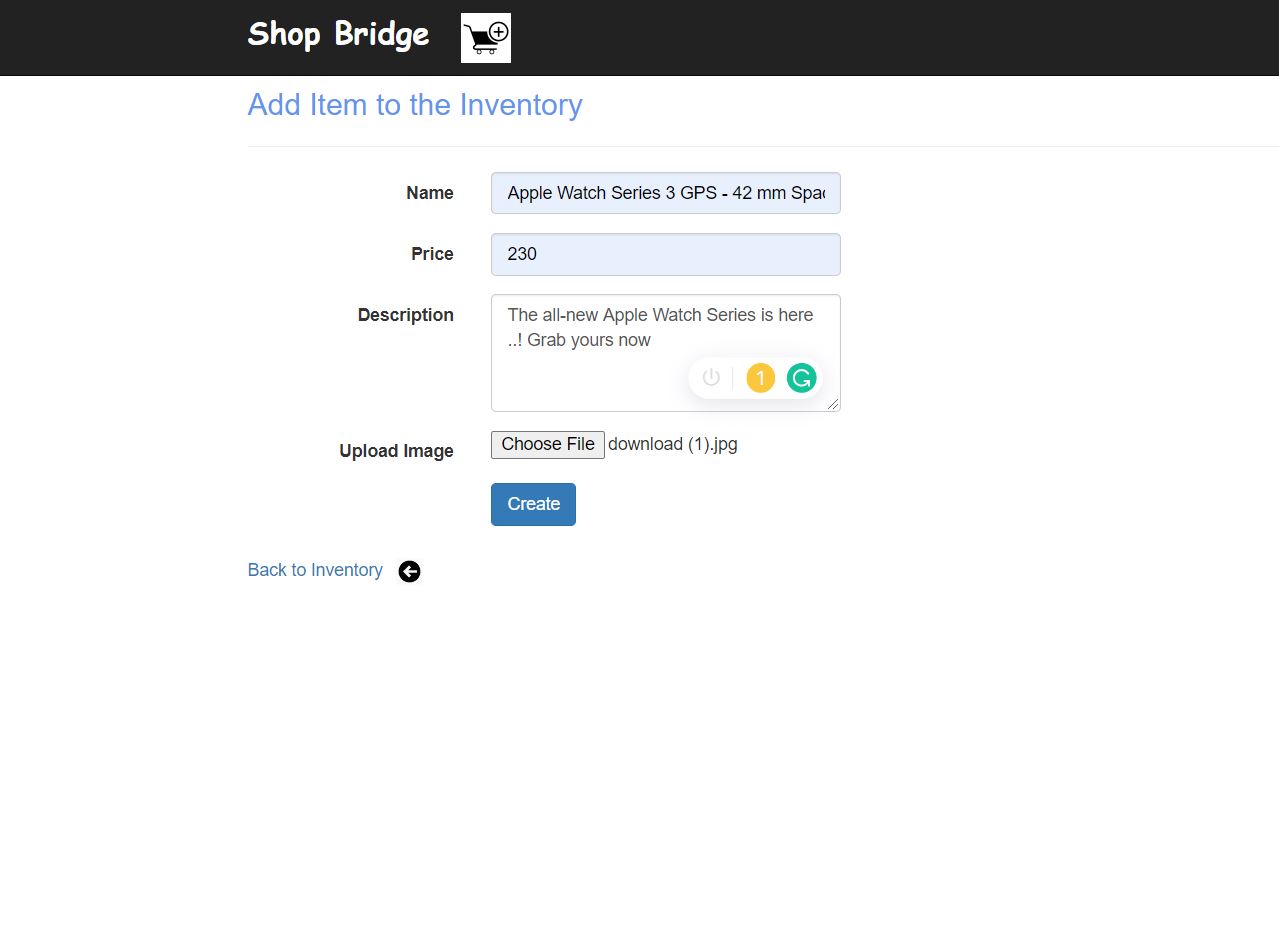 Shop Bridge
Add Item to the Inventory
Name
Apple Watch Series 3 GPS - 42 mm Spac
Price
230
Description
The all-new Apple Watch Series is here
..! Grab yours now
1
Upload Image
Choose File download (1).jpg
Create
Back to Inventory